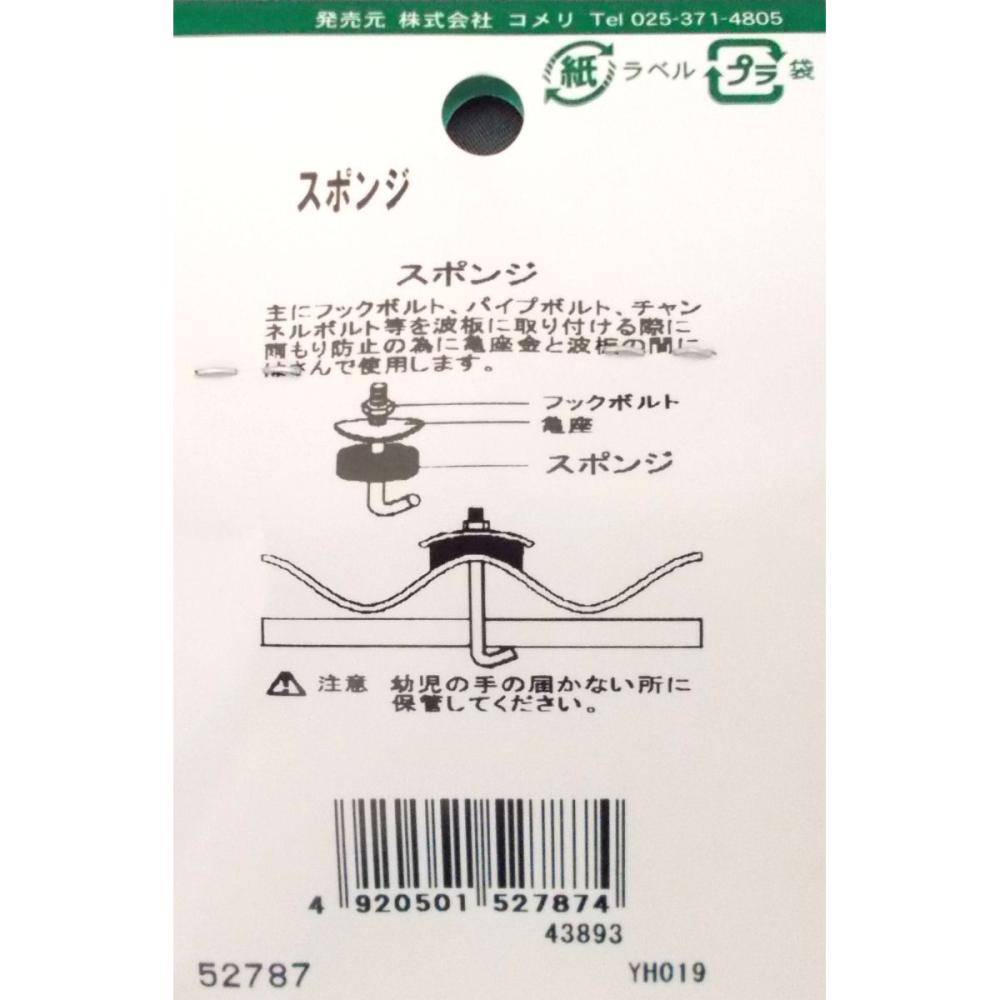 発売元 株式会社 コメリ Tel 025-371-4805
紙 ラベル プラ 袋
スポンジ
スポンジ
主にフックボルト、パイプボルト、チャン
ネルボルト等を波板に取り付ける際に
雨もり防止の為に亀座金と波板の間に
はさんで使用します。
フックボルト
亀座
スポンジ
注意 幼児の手の届かない所に
保管してください。
4 920501 527874
43893
52787 YH019